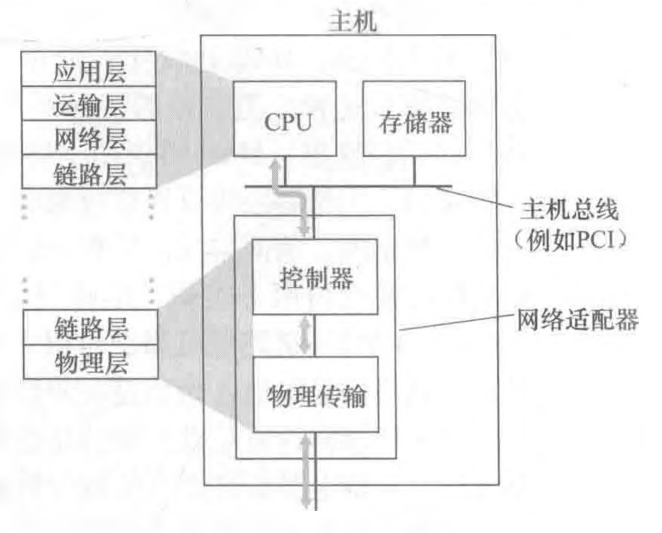 主机
应用层
运输层
网络层
链路层
CPU
存储器
主机总线
（例如PCI）
控制器
网络适配器
链路层
物理层
物理传输